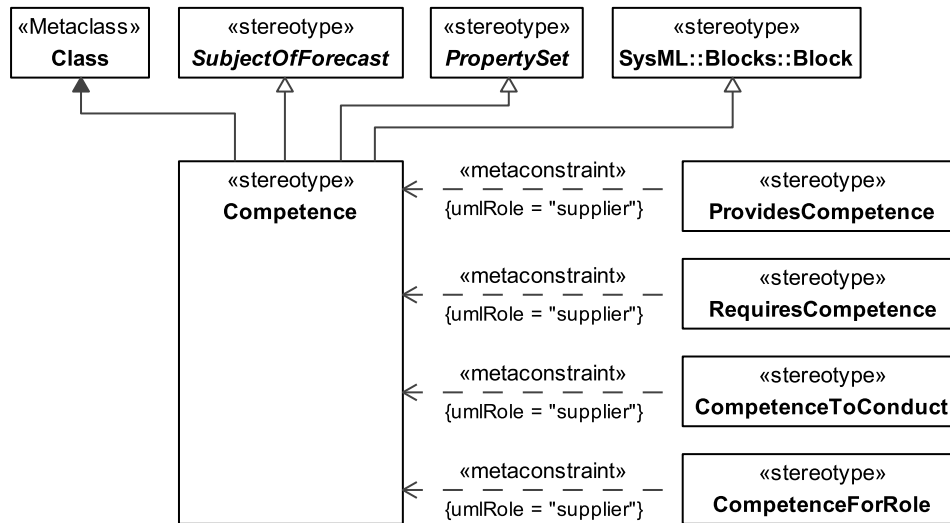 «Metaclass»
Class
«stereotype»
SubjectOfForecast
«stereotype»
PropertySet
«stereotype»
SysML::Blocks::Block
«stereotype»
Competence
«metaconstraint»
{umlRole = "supplier"}
«stereotype»
ProvidesCompetence
«metaconstraint»
{umlRole = "supplier"}
«stereotype»
RequiresCompetence
«metaconstraint»
{umlRole = "supplier"}
«stereotype»
CompetenceToConduct
«metaconstraint»
{umlRole = "supplier"}
«stereotype»
CompetenceForRole